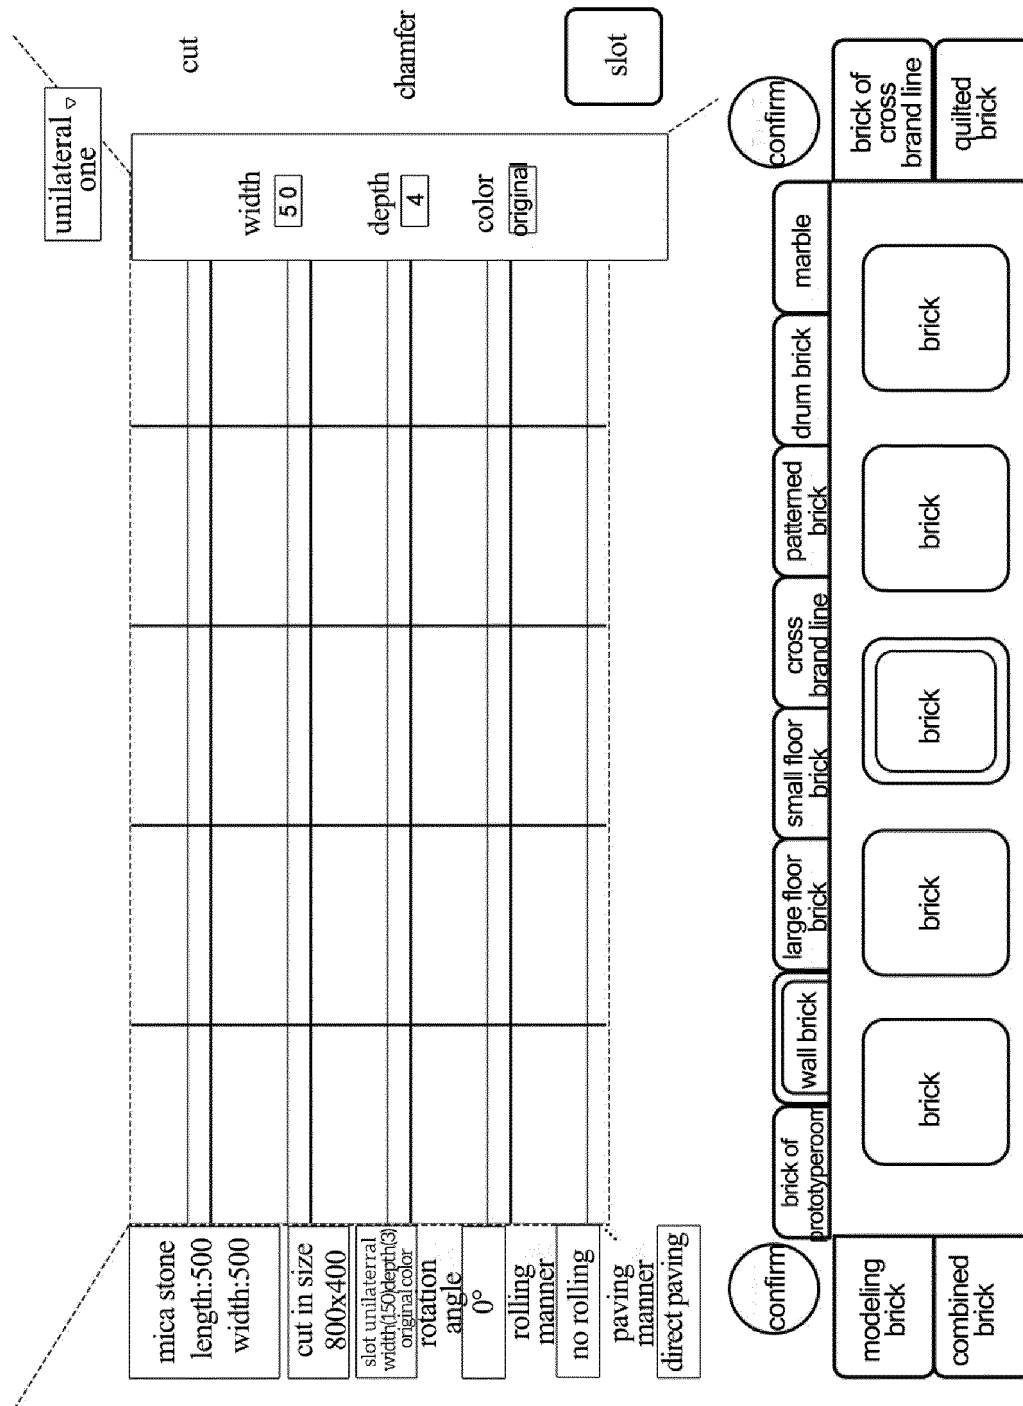 unilateral ▽
one
mica stone
length:500
width:500
cut in size
800x400
slot unilaterral
width(150)depth(3)
original color
rotation
angle
0°
rolling
manner
no rolling
paving
manner
direct paving
width
50
depth
4
color
original
cut
chamfer
slot
confirm
brick of
prototyperoom
wall brick
large floor
brick
small floor
brick
cross
brand line
patterned
brick
drum brick
marble
confirm
modeling
brick
combined
brick
brick
brick
brick
brick
brick
brick of
cross
brand line
quilted
brick